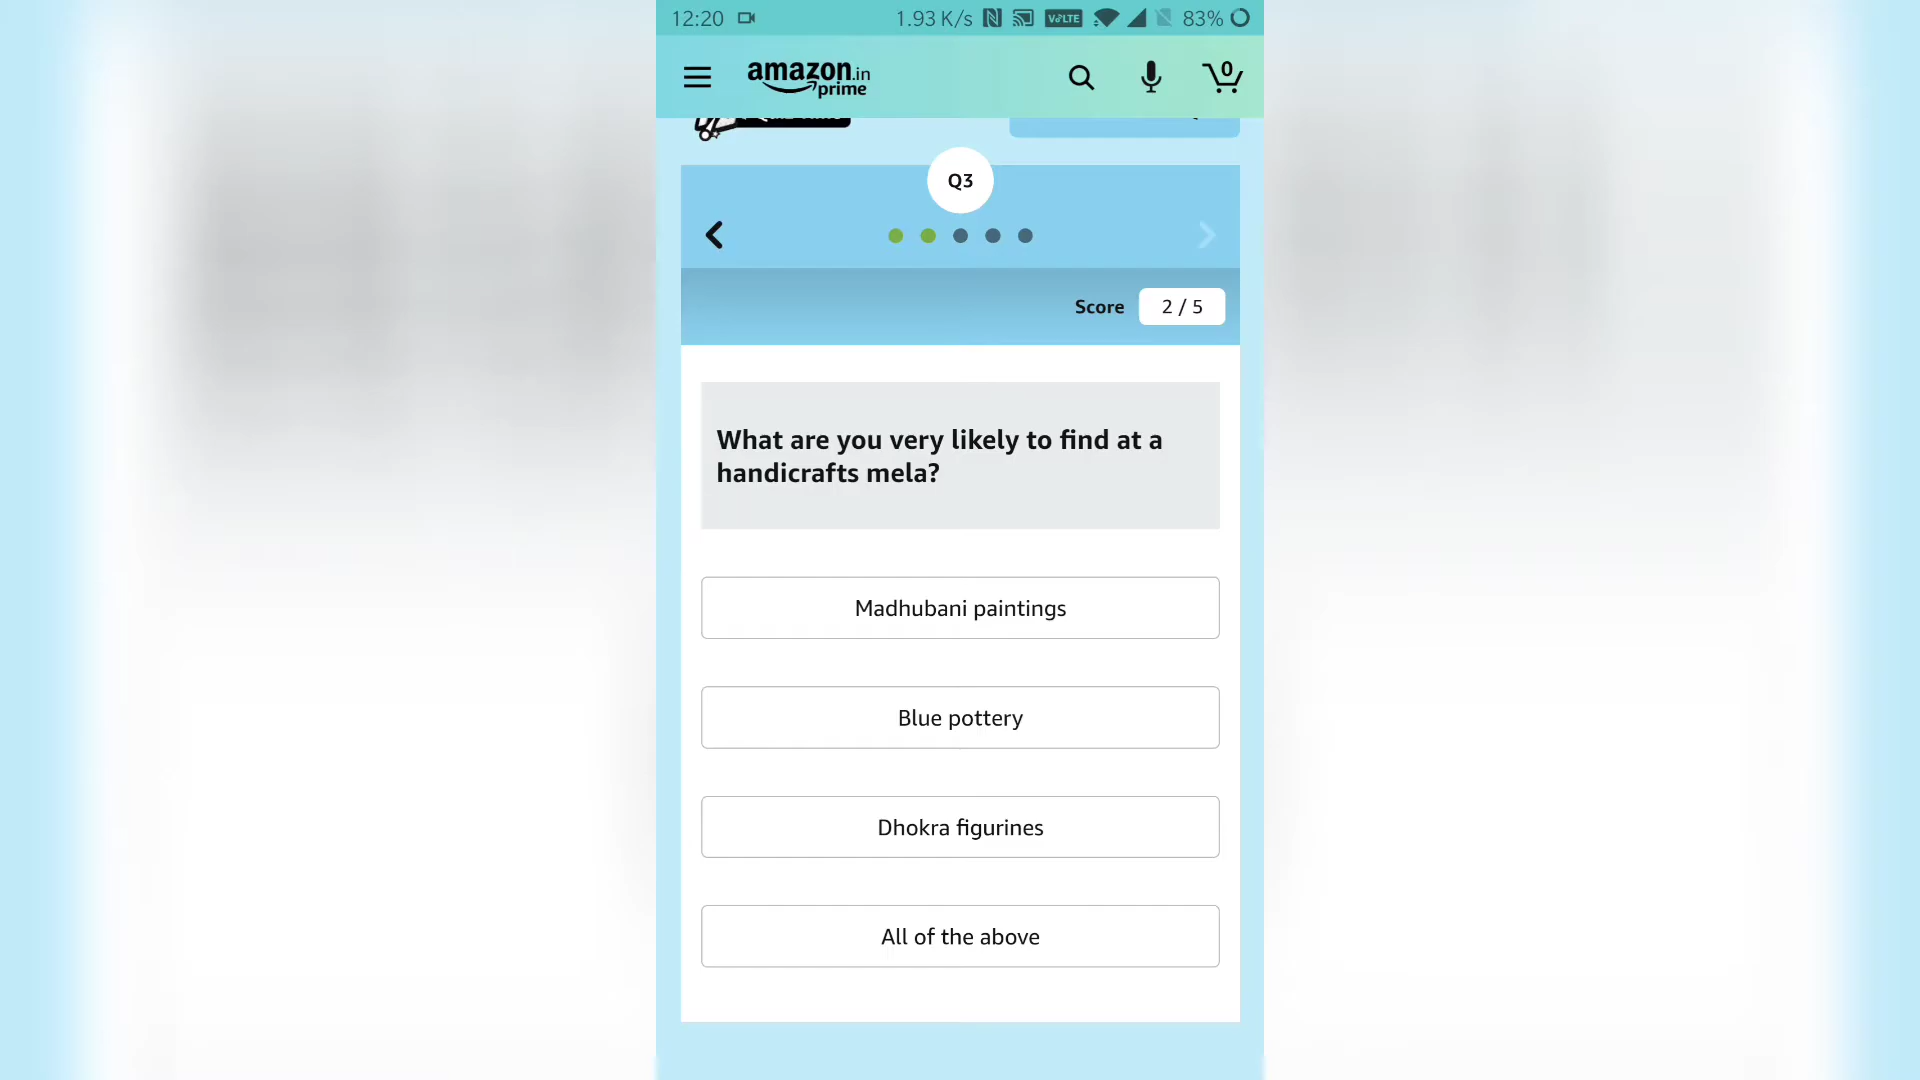 12:20 1.93 K/s VoLTE 83%
amazon.in
prime
0
Q3
Score 2 / 5
What are you very likely to find at a
handicrafts mela?
Madhubani paintings
Blue pottery
Dhokra figurines
All of the above